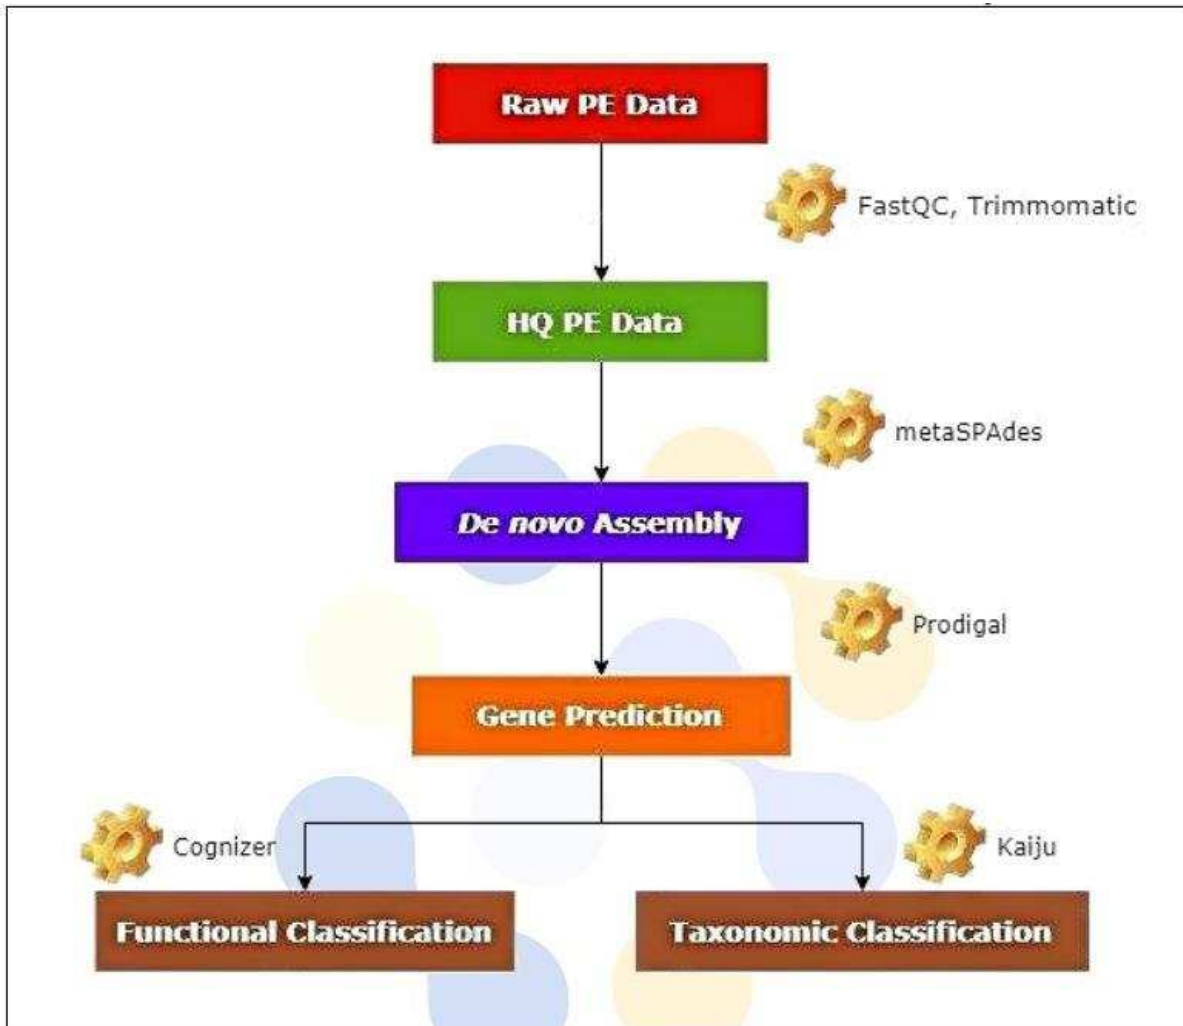 Raw PE Data
FastQC, Trimmomatic
HQ PE Data
metaSPAdes
De novo Assembly
Prodigal
Gene Prediction
Cognizer
Kaiju
Functional Classification
Taxonomic Classification